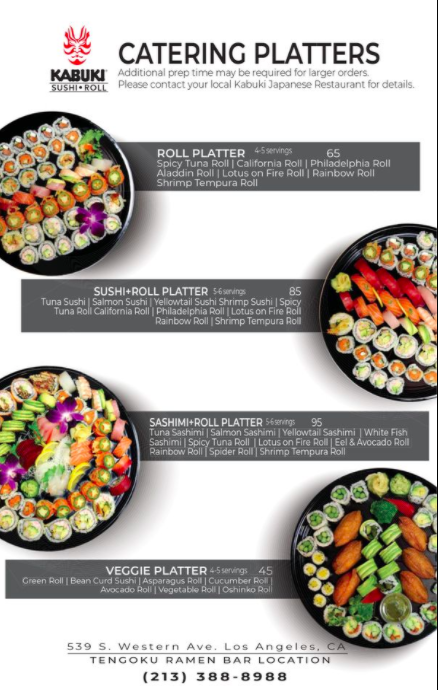 CATERING PLATTERS
KABUKI
SUSHI•ROLL
Additional prep time may be required for larger orders.
Please contact your local Kabuki Japanese Restaurant for details.
ROLL PLATTER 4-5 servings 65
Spicy Tuna Roll | California Roll | Philadelphia Roll
Aladdin Roll | Lotus on Fire Roll | Rainbow Roll
Shrimp Tempura Roll
SUSHI+ROLL PLATTER 5-6 servings 85
Tuna Sushi | Salmon Sushi | Yellowtail Sushi Shrimp Sushi | Spicy
Tuna Roll California Roll | Philadelphia Roll | Lotus on Fire Roll
Rainbow Roll | Shrimp Tempura Roll
SASHIMI+ROLL PLATTER 5-6 servings 95
Tuna Sashimi | Salmon Sashimi | Yellowtail Sashimi | White Fish
Sashimi | Spicy Tuna Roll | Lotus on Fire Roll | Eel & Avocado Roll
Rainbow Roll | Spider Roll | Shrimp Tempura Roll
VEGGIE PLATTER 4-5 servings 45
Green Roll | Bean Curd Sushi | Asparagus Roll | Cucumber Roll |
Avocado Roll | Vegetable Roll | Oshinko Roll
539 S. Western Ave. Los Angeles, CA
TENGOKU RAMEN BAR LOCATION
(213) 388-8988